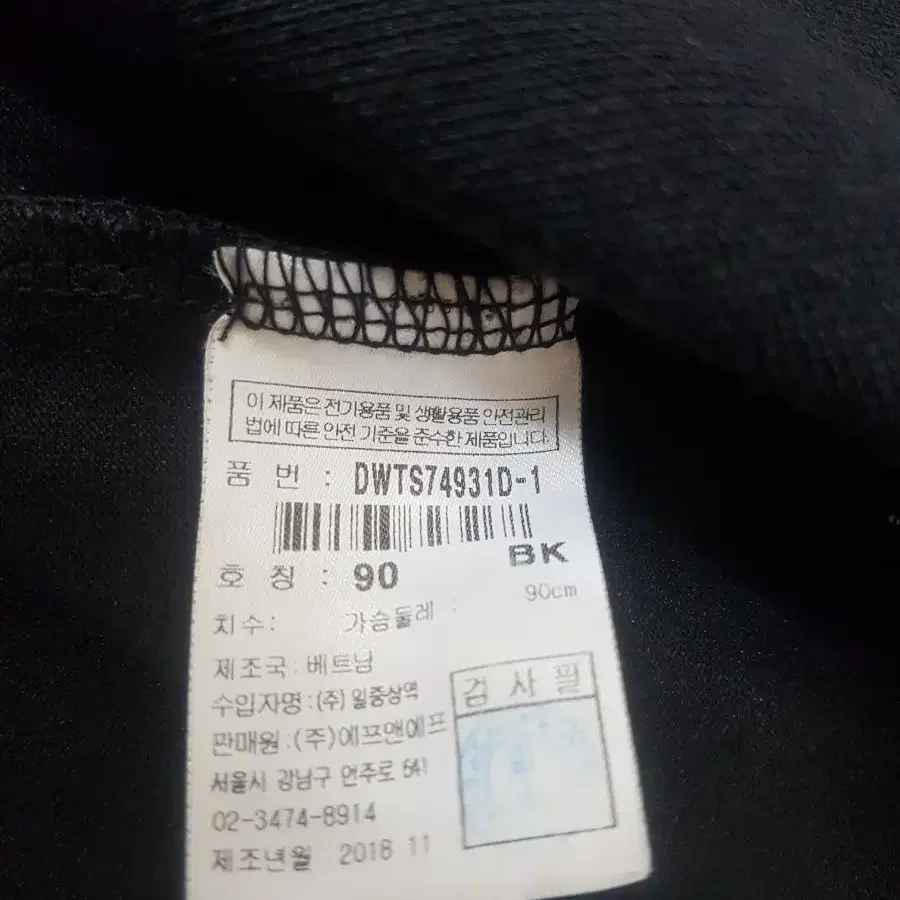 이 제품은 전기용품 및 생활용품 안전관리
법에 따른 안전 기준을 준수한 제품입니다.
품 번 : DWTS74931D-1
BK
호 칭 : 90
치수: 가슴둘레 : 90cm
제조국 : 베트남
수입자명 : (주) 일중상역
판매원 : (주)에프앤에프
서울시 강남구 언주로 541
02-3474-8914
제조년월 2018 11
검 사 필